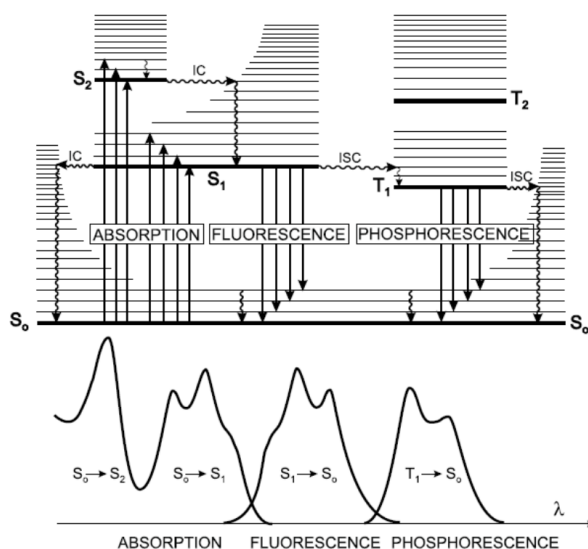 IC
S₂
T₂
IC
ISC
ISC
S₁
T₁
ABSORPTION FLUORESCENCE PHOSPHORESCENCE
Sₒ Sₒ
Sₒ→S₂ Sₒ→S₁ S₁→Sₒ T₁→Sₒ
λ
ABSORPTION FLUORESCENCE PHOSPHORESCENCE